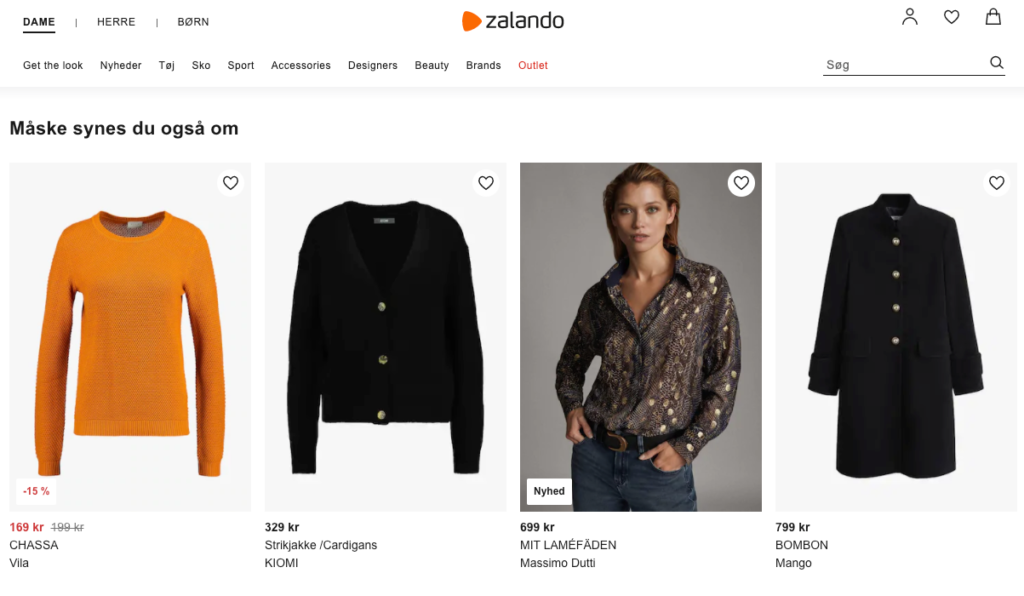 DAME | HERRE | BØRN
zalando
Get the look Nyheder Tøj Sko Sport Accessories Designers Beauty Brands Outlet
Søg
Måske synes du også om
-15 %
Nyhed
169 kr 199 kr
CHASSA
Vila
329 kr
Strikjakke /Cardigans
KIOMI
699 kr
MIT LAMÉFÄDEN
Massimo Dutti
799 kr
BOMBON
Mango